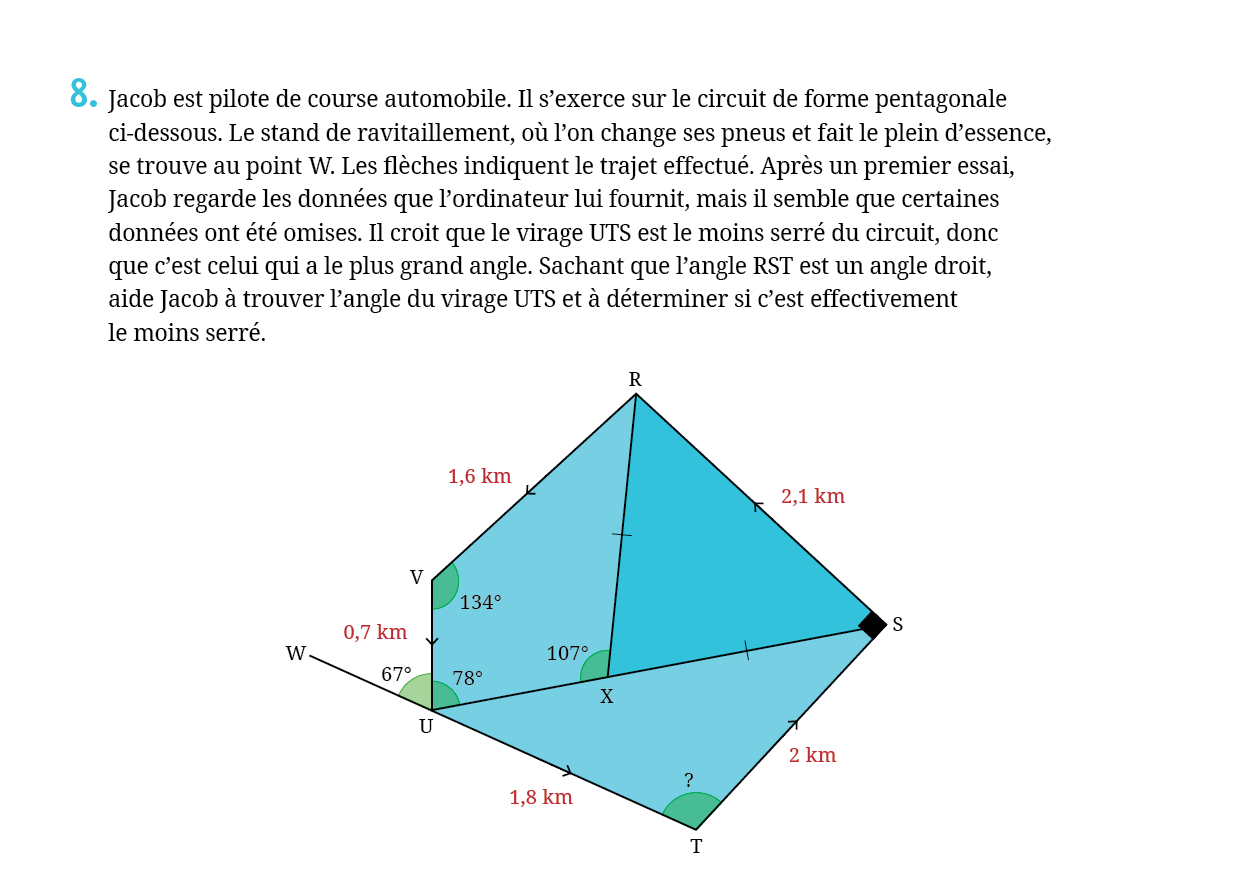 8. Jacob est pilote de course automobile. Il s’exerce sur le circuit de forme pentagonale
ci-dessous. Le stand de ravitaillement, où l’on change ses pneus et fait le plein d’essence,
se trouve au point W. Les flèches indiquent le trajet effectué. Après un premier essai,
Jacob regarde les données que l’ordinateur lui fournit, mais il semble que certaines
données ont été omises. Il croit que le virage UTS est le moins serré du circuit, donc
que c’est celui qui a le plus grand angle. Sachant que l’angle RST est un angle droit,
aide Jacob à trouver l’angle du virage UTS et à déterminer si c’est effectivement
le moins serré.
R
1,6 km
2,1 km
V
134°
S
0,7 km
W
107°
67°
78°
X
U
2 km
?
1,8 km
T